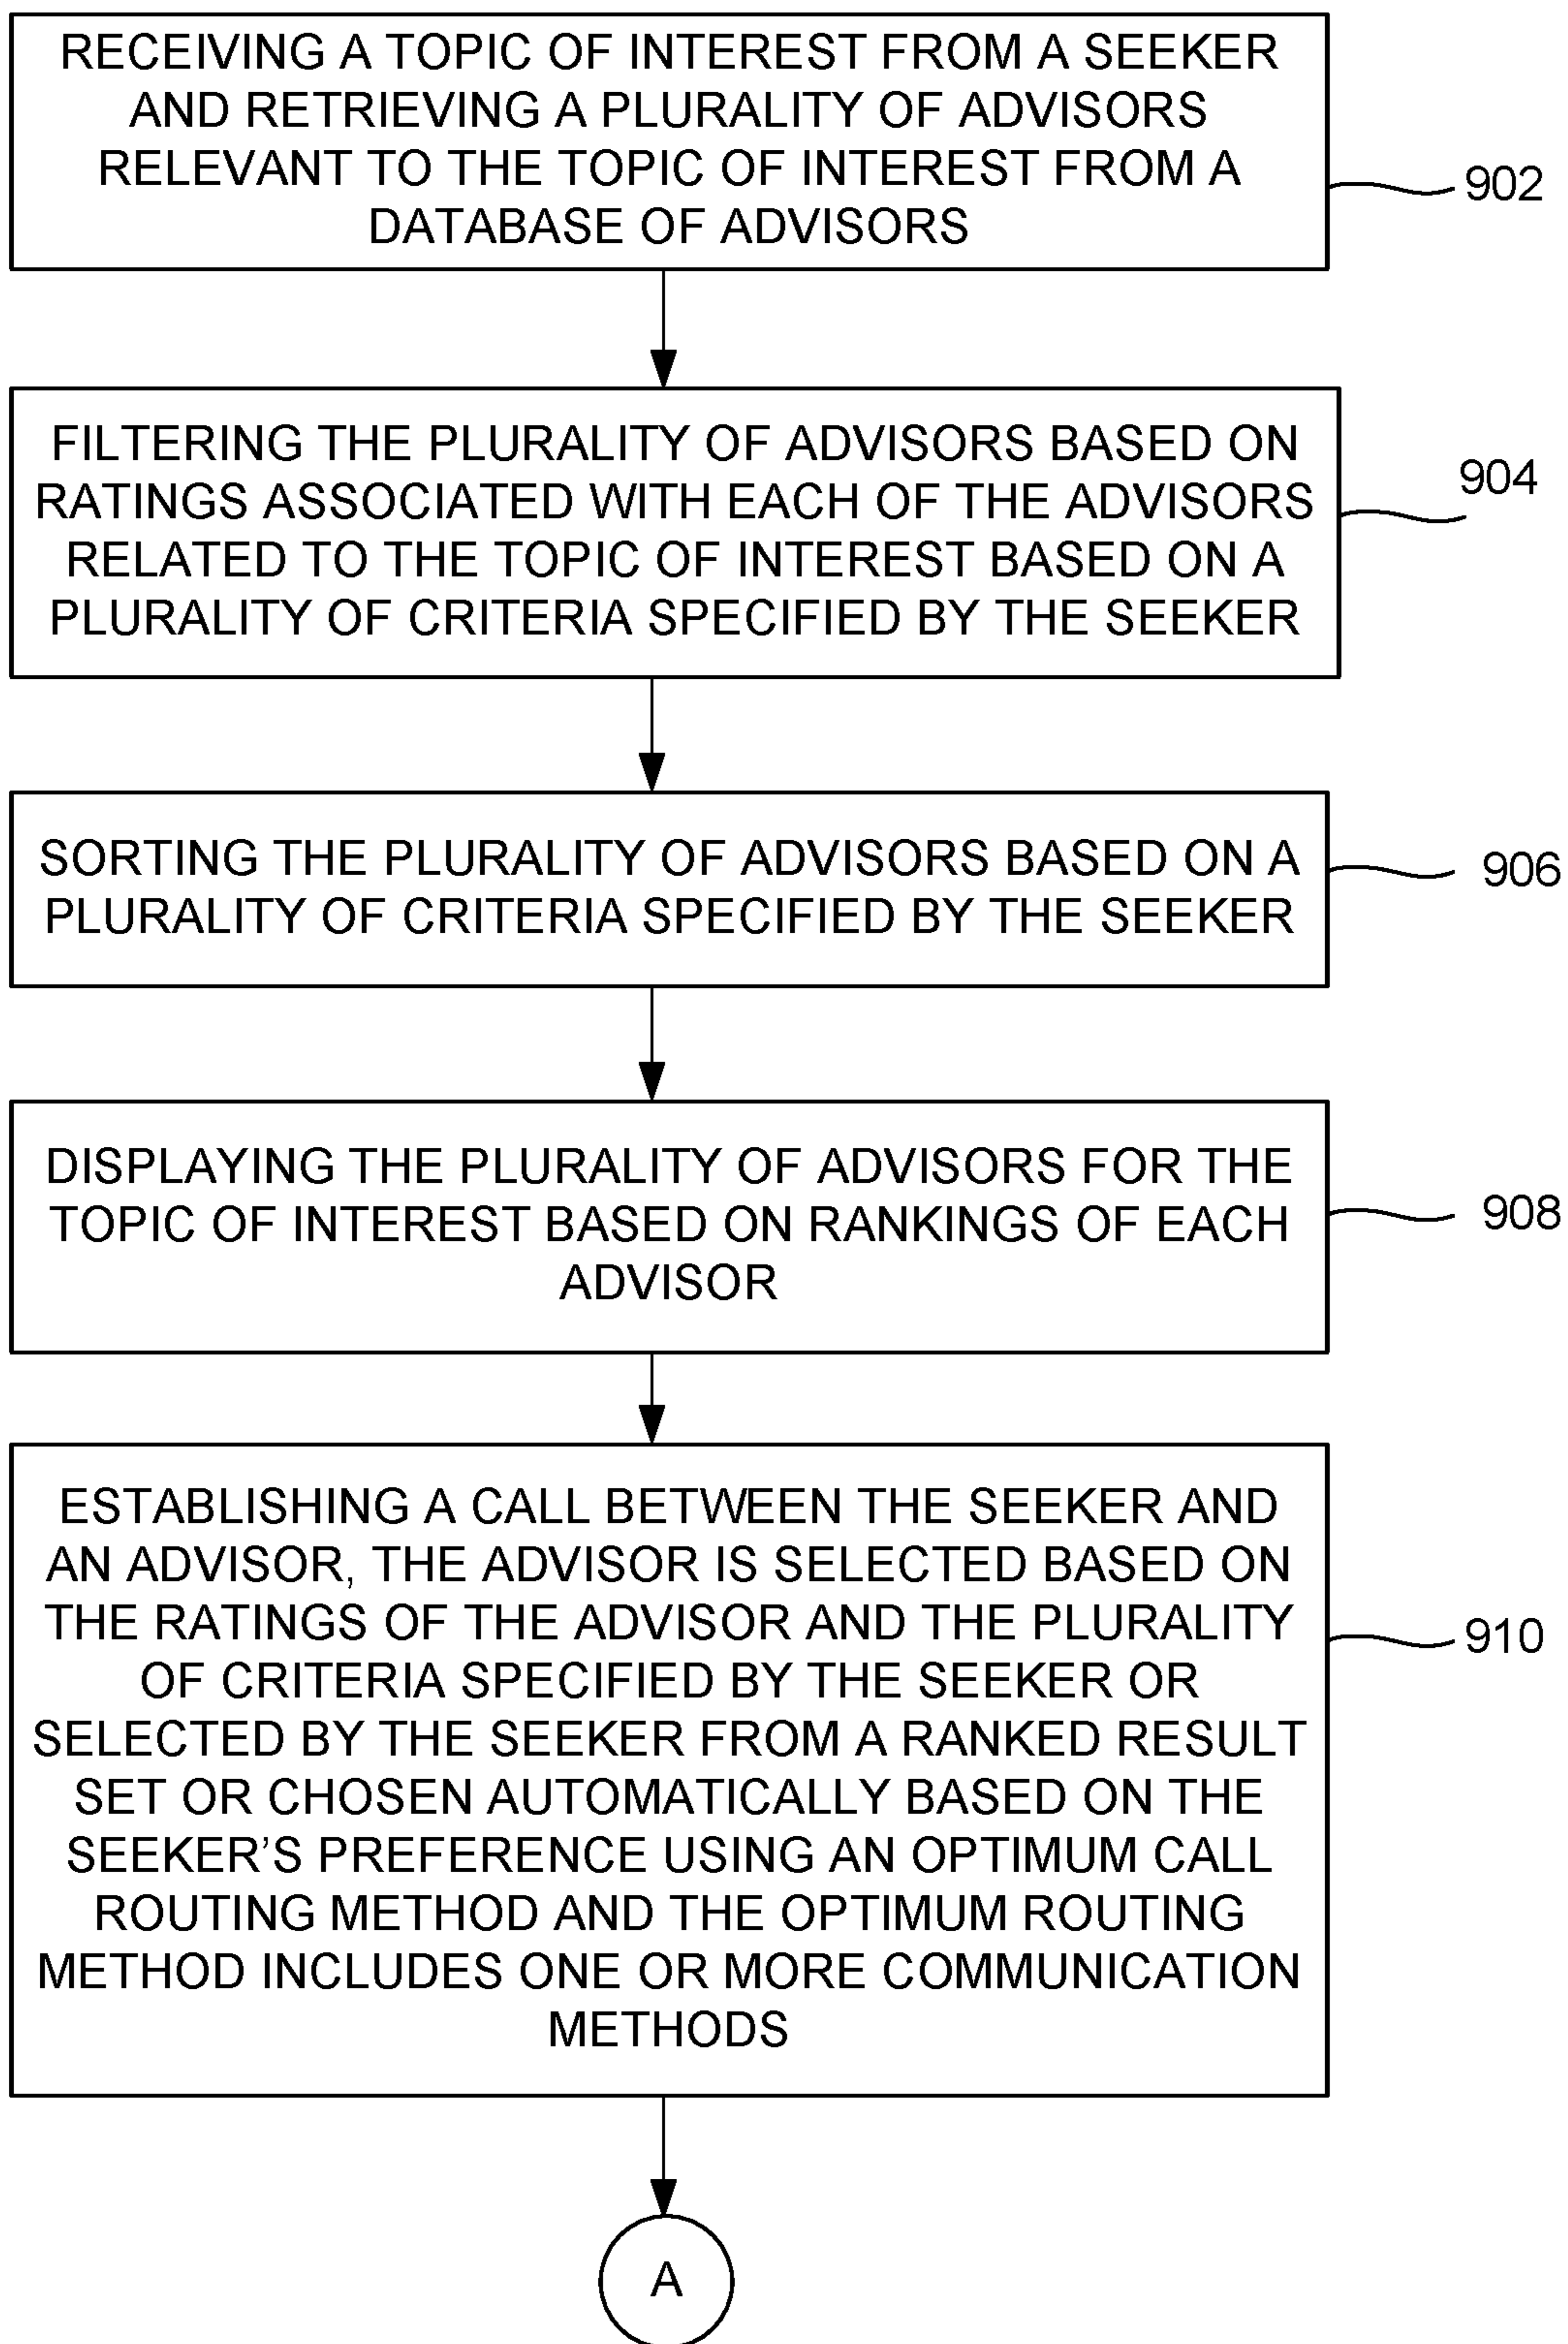 RECEIVING A TOPIC OF INTEREST FROM A SEEKER
AND RETRIEVING A PLURALITY OF ADVISORS
RELEVANT TO THE TOPIC OF INTEREST FROM A
DATABASE OF ADVISORS
902
FILTERING THE PLURALITY OF ADVISORS BASED ON
RATINGS ASSOCIATED WITH EACH OF THE ADVISORS
RELATED TO THE TOPIC OF INTEREST BASED ON A
PLURALITY OF CRITERIA SPECIFIED BY THE SEEKER
904
SORTING THE PLURALITY OF ADVISORS BASED ON A
PLURALITY OF CRITERIA SPECIFIED BY THE SEEKER
906
DISPLAYING THE PLURALITY OF ADVISORS FOR THE
TOPIC OF INTEREST BASED ON RANKINGS OF EACH
ADVISOR
908
ESTABLISHING A CALL BETWEEN THE SEEKER AND
AN ADVISOR, THE ADVISOR IS SELECTED BASED ON
THE RATINGS OF THE ADVISOR AND THE PLURALITY
OF CRITERIA SPECIFIED BY THE SEEKER OR
SELECTED BY THE SEEKER FROM A RANKED RESULT
SET OR CHOSEN AUTOMATICALLY BASED ON THE
SEEKER'S PREFERENCE USING AN OPTIMUM CALL
ROUTING METHOD AND THE OPTIMUM ROUTING
METHOD INCLUDES ONE OR MORE COMMUNICATION
METHODS
910
A